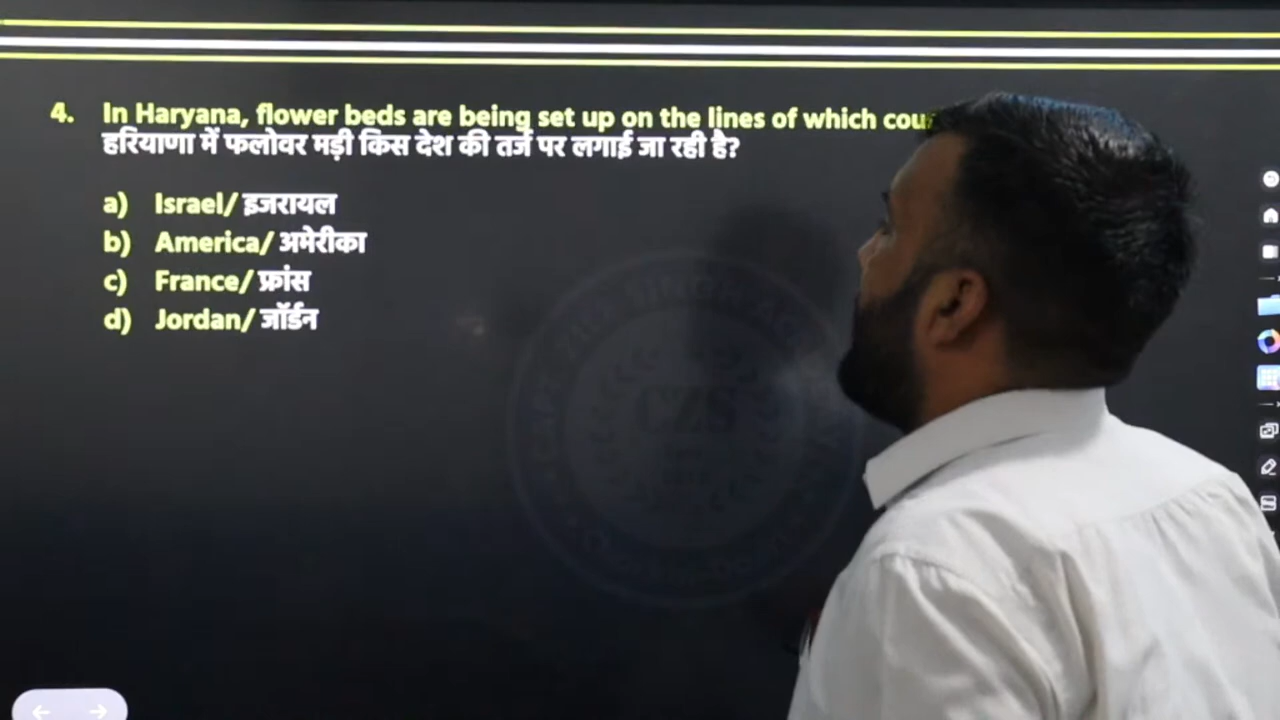 4. In Haryana, flower beds are being set up on the lines of which
हरियाणा में फलोवर मड़ी किस देश की तर्ज पर लगाई जा रही है?
a) Israel/ इजरायल
b) America/ अमेरीका
c) France/ फ्रांस
d) Jordan/ जॉर्डन
CZS